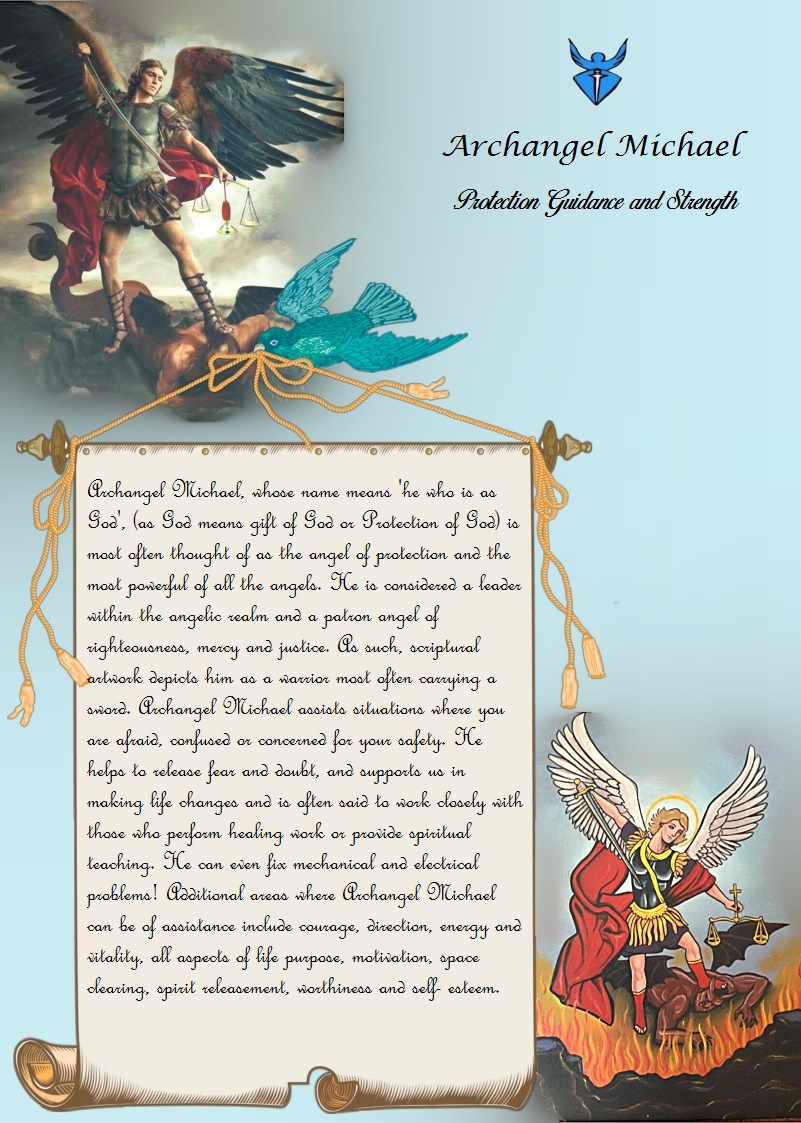 Archangel Michael
Protection Guidance and Strength
Archangel Michael, whose name means 'he who is as
God', (as God means gift of God or Protection of God) is
most often thought of as the angel of protection and the
most powerful of all the angels. He is considered a leader
within the angelic realm and a patron angel of
righteousness, mercy and justice. As such, scriptural
artwork depicts him as a warrior most often carrying a
sword. Archangel Michael assists situations where you
are afraid, confused or concerned for your safety. He
helps to release fear and doubt, and supports us in
making life changes and is often said to work closely with
those who perform healing work or provide spiritual
teaching. He can even fix mechanical and electrical
problems! Additional areas where Archangel Michael
can be of assistance include courage, direction, energy and
vitality, all aspects of life purpose, motivation, space
clearing, spirit releasement, worthiness and self- esteem.